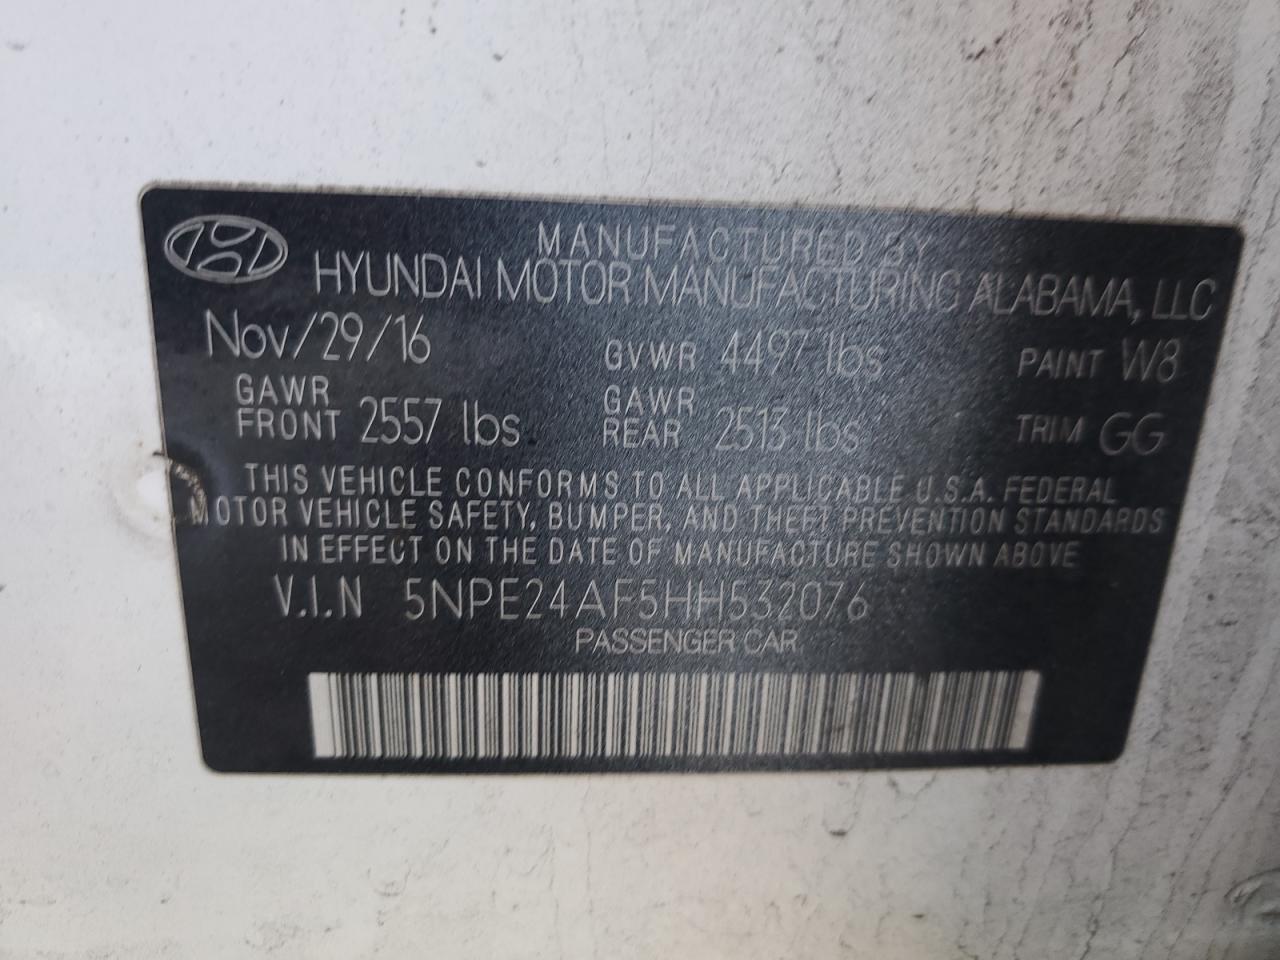 MANUFACTURED BY
HYUNDAI MOTOR MANUFACTURING ALABAMA, LLC
Nov/29/16 GVWR 4497 lbs PAINT W8
GAWR FRONT 2557 lbs GAWR REAR 2513 lbs TRIM GG
THIS VEHICLE CONFORMS TO ALL APPLICABLE U.S.A. FEDERAL
MOTOR VEHICLE SAFETY, BUMPER, AND THEFT PREVENTION STANDARDS
IN EFFECT ON THE DATE OF MANUFACTURE SHOWN ABOVE
V.I.N 5NPE24AF5HH532076
PASSENGER CAR